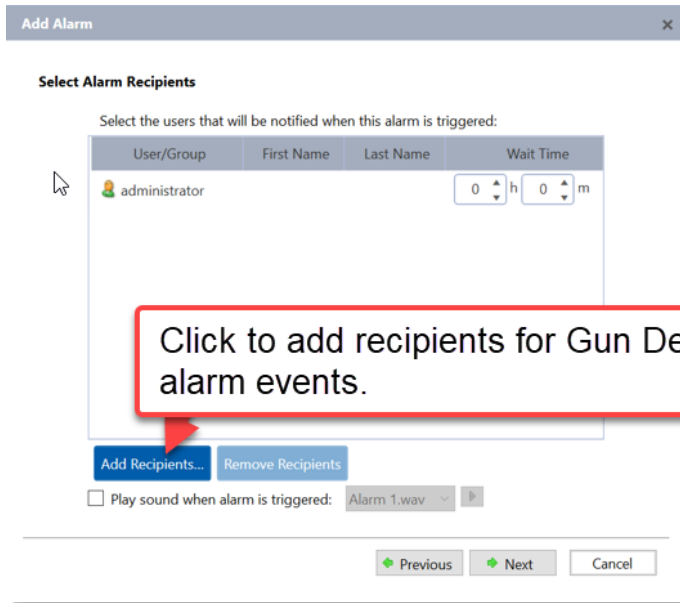 Add Alarm
Select Alarm Recipients
Select the users that will be notified when this alarm is triggered:
User/Group First Name Last Name Wait Time
administrator 0 h 0 m
Click to add recipients for Gun De
alarm events.
Add Recipients... Remove Recipients
Play sound when alarm is triggered: Alarm 1.wav
Previous Next Cancel